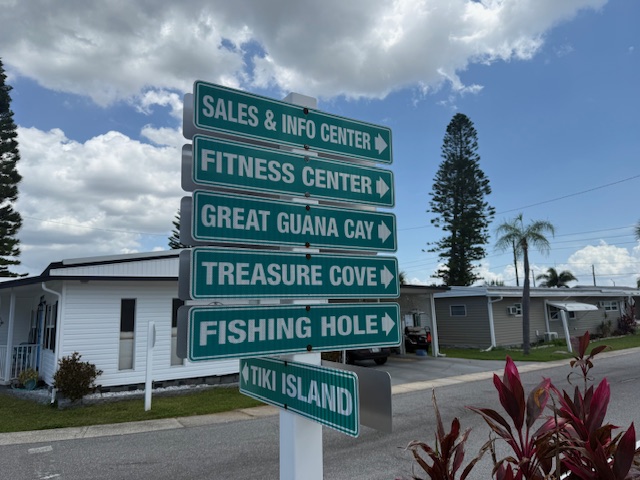 SALES & INFO CENTER →
FITNESS CENTER →
GREAT GUANA CAY →
TREASURE COVE →
FISHING HOLE →
↑ TIKI ISLAND